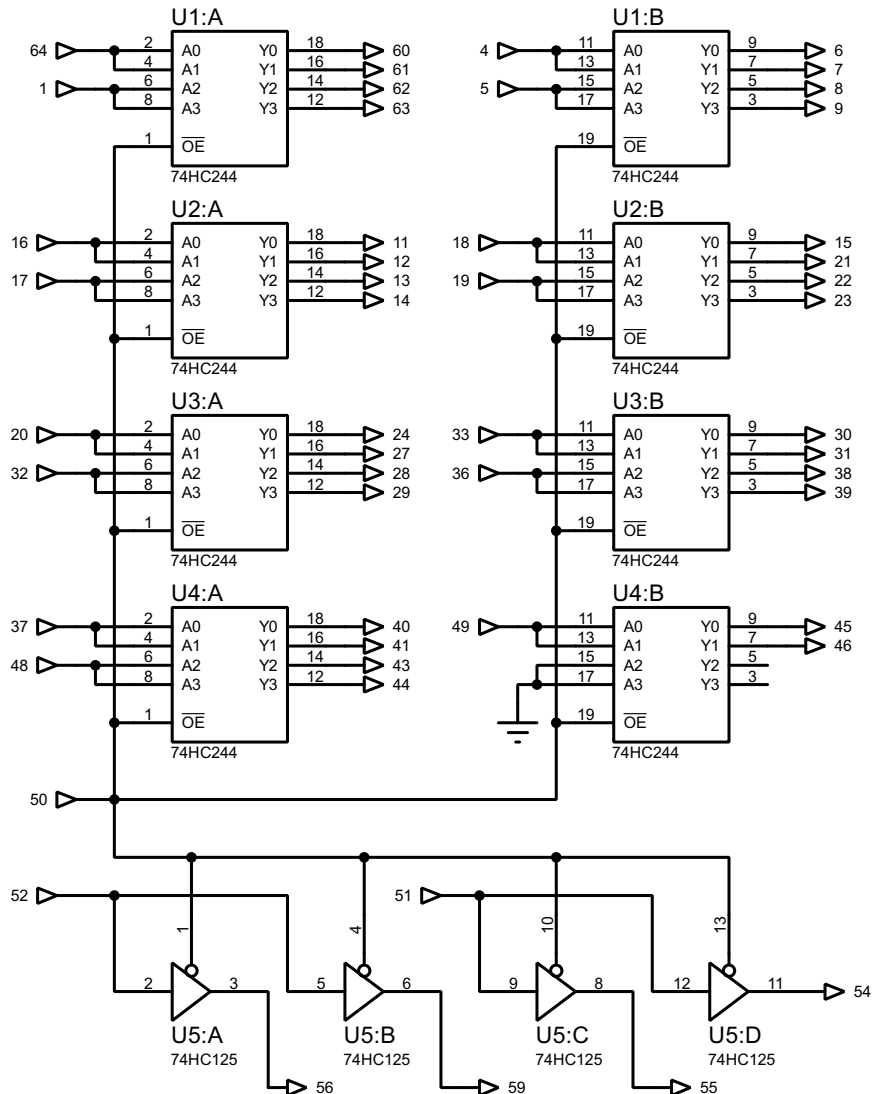 U1:A U1:B
64 2 A0 Y0 18 60 4 11 A0 Y0 9 6
4 A1 Y1 16 61 13 A1 Y1 7 7
1 6 A2 Y2 14 62 5 15 A2 Y2 5 8
8 A3 Y3 12 63 17 A3 Y3 3 9
1 OE 19 OE
74HC244 74HC244
U2:A U2:B
16 2 A0 Y0 18 11 18 11 A0 Y0 9 15
4 A1 Y1 16 12 13 A1 Y1 7 21
17 6 A2 Y2 14 13 19 15 A2 Y2 5 22
8 A3 Y3 12 14 17 A3 Y3 3 23
1 OE 19 OE
74HC244 74HC244
U3:A U3:B
20 2 A0 Y0 18 24 33 11 A0 Y0 9 30
4 A1 Y1 16 27 13 A1 Y1 7 31
32 6 A2 Y2 14 28 36 15 A2 Y2 5 38
8 A3 Y3 12 29 17 A3 Y3 3 39
1 OE 19 OE
74HC244 74HC244
U4:A U4:B
37 2 A0 Y0 18 40 49 11 A0 Y0 9 45
4 A1 Y1 16 41 13 A1 Y1 7 46
48 6 A2 Y2 14 43 15 A2 Y2 5
8 A3 Y3 12 44 17 A3 Y3 3
1 OE 19 OE
74HC244 74HC244
50
52 51
1 4 10 13
2 3 5 6 9 8 12 11 54
U5:A U5:B U5:C U5:D
74HC125 74HC125 74HC125 74HC125
56 59 55